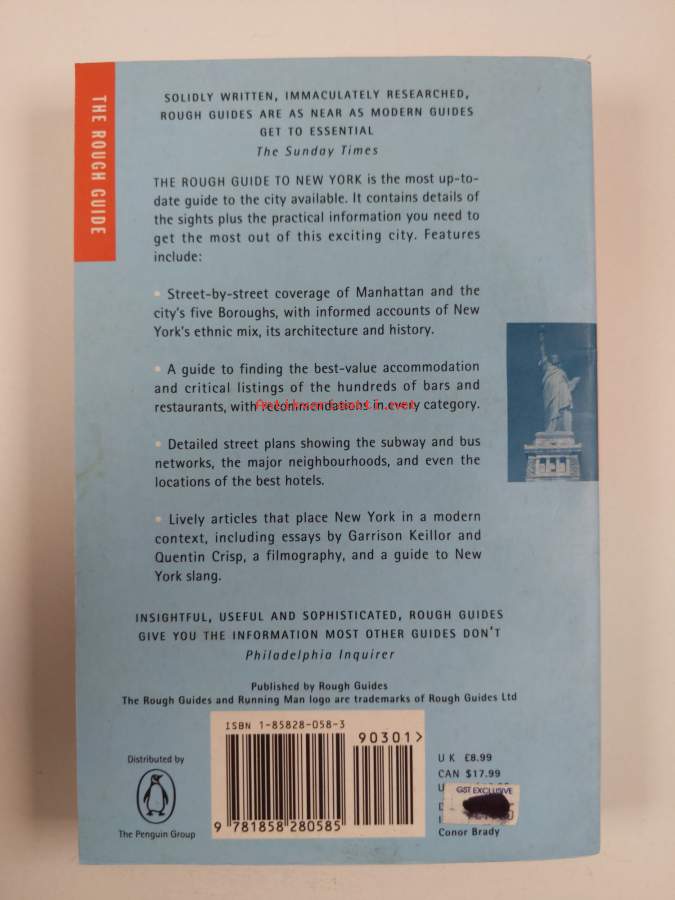 THE ROUGH GUIDE
SOLIDLY WRITTEN, IMMACULATELY RESEARCHED,
ROUGH GUIDES ARE AS NEAR AS MODERN GUIDES
GET TO ESSENTIAL
The Sunday Times
THE ROUGH GUIDE TO NEW YORK is the most up-to-
date guide to the city available. It contains details of
the sights plus the practical information you need to
get the most out of this exciting city. Features
include:
• Street-by-street coverage of Manhattan and the
city's five Boroughs, with informed accounts of New
York's ethnic mix, its architecture and history.
• A guide to finding the best-value accommodation
and critical listings of the hundreds of bars and
restaurants, with recommendations in every category.
Antikvariaatti.net
• Detailed street plans showing the subway and bus
networks, the major neighbourhoods, and even the
locations of the best hotels.
• Lively articles that place New York in a modern
context, including essays by Garrison Keillor and
Quentin Crisp, a filmography, and a guide to New
York slang.
INSIGHTFUL, USEFUL AND SOPHISTICATED, ROUGH GUIDES
GIVE YOU THE INFORMATION MOST OTHER GUIDES DON'T
Philadelphia Inquirer
Published by Rough Guides
The Rough Guides and Running Man logo are trademarks of Rough Guides Ltd
Distributed by
The Penguin Group
ISBN 1-85828-058-3
90301>
9 781858 280585
UK £8.99
CAN $17.99
GST EXCLUSIVE
Conor Brady